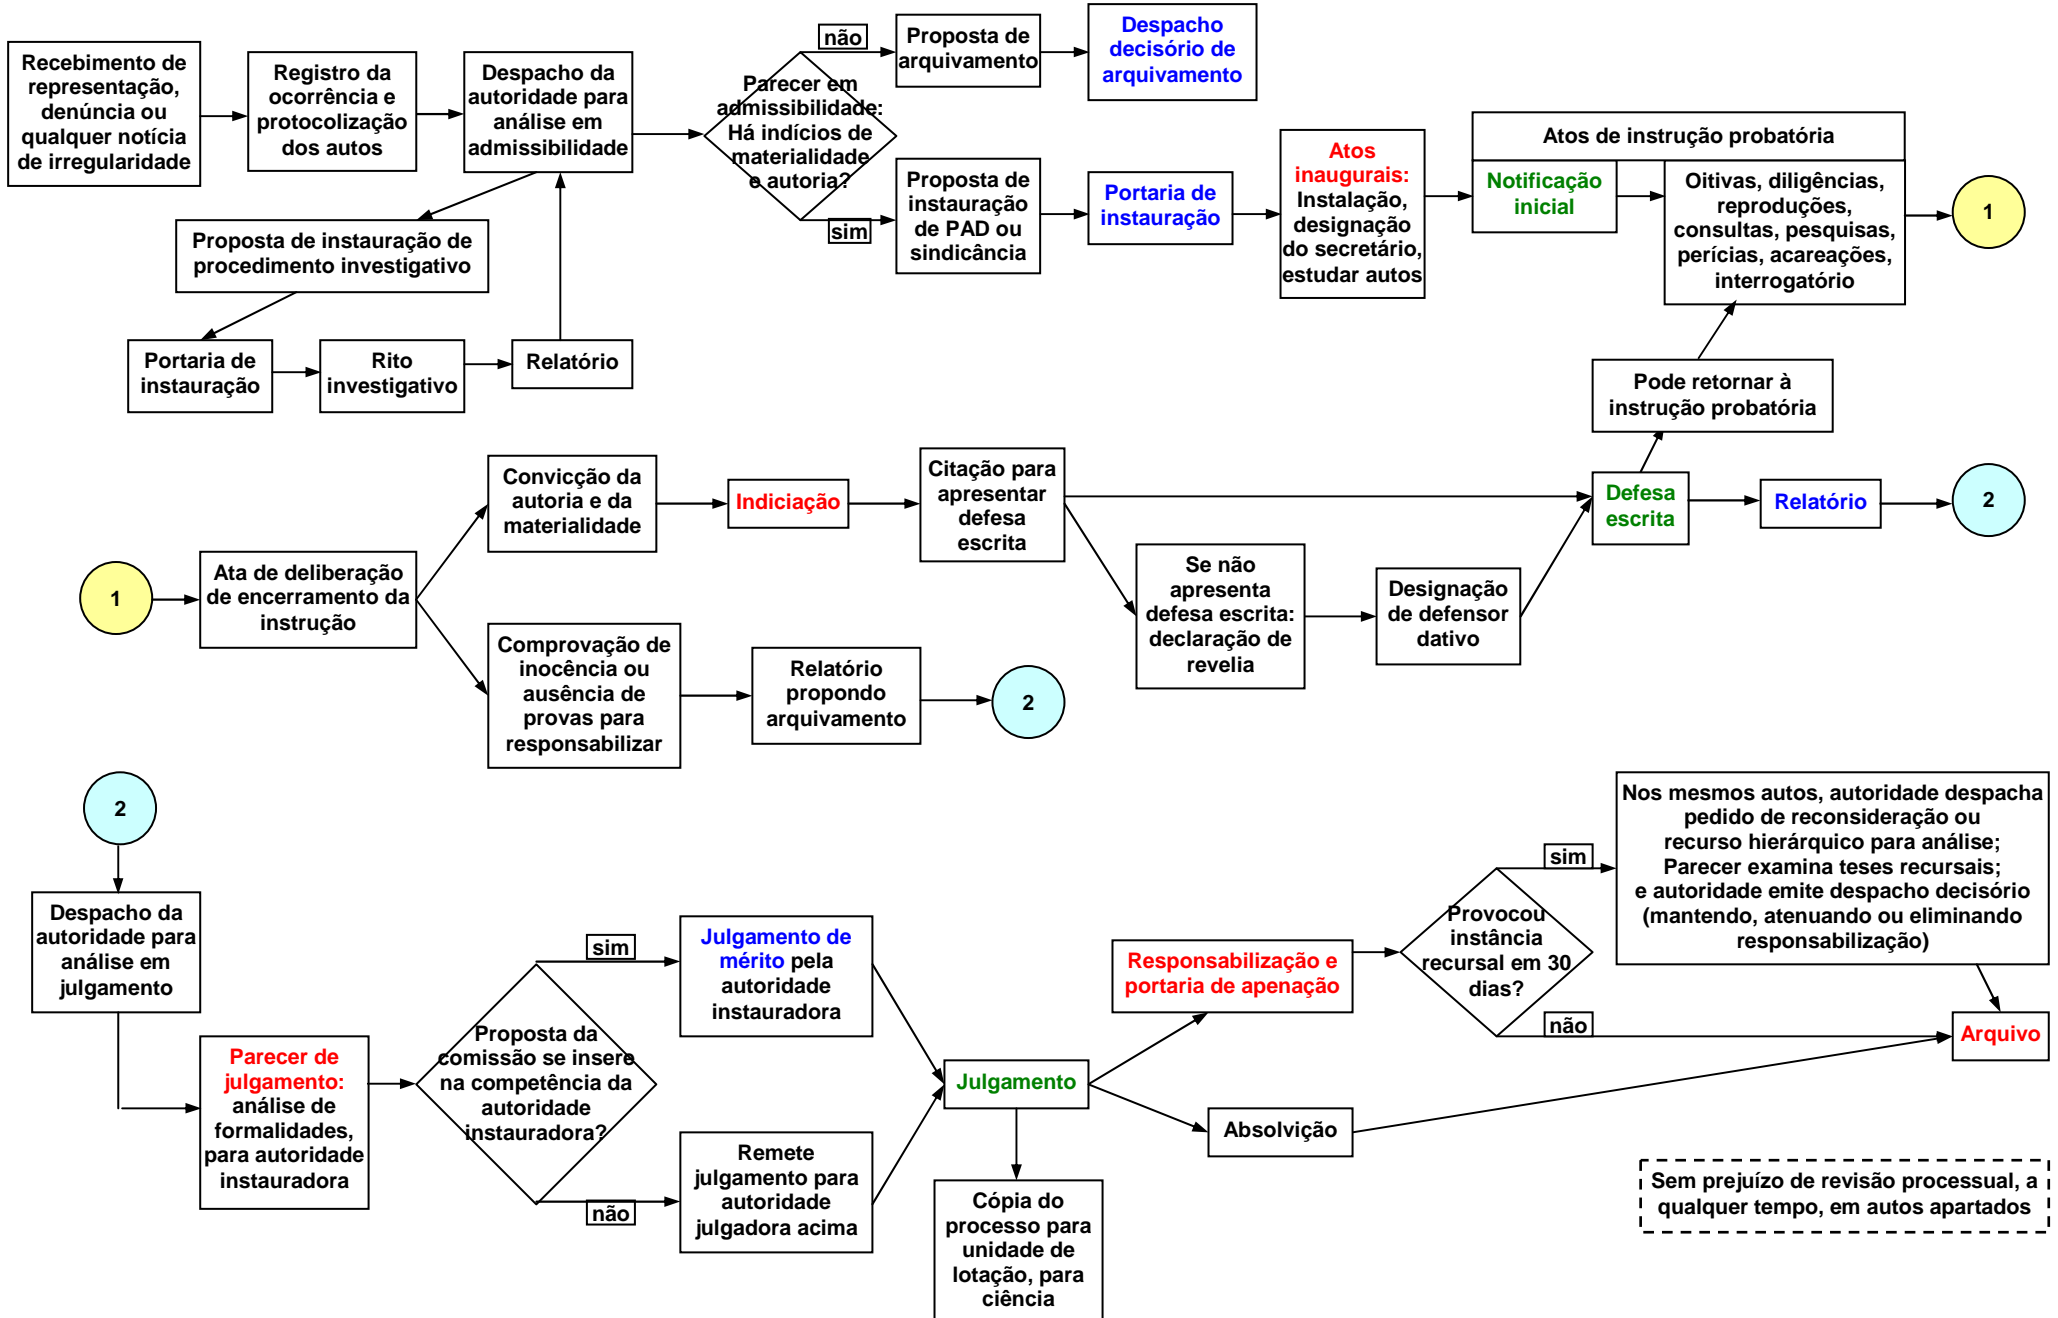 Recebimento de
representação,
denúncia ou
qualquer notícia
de irregularidade
Registro da
ocorrência e
protocolização
dos autos
Despacho da
autoridade para
análise em
admissibilidade
Parecer em
admissibilidade:
Há indícios de
materialidade
e autoria?
não
Proposta de
arquivamento
Despacho
decisório de
arquivamento
sim
Proposta de
instauração
de PAD ou
sindicância
Portaria de
instauração
Atos
inaugurais:
Instalação,
designação
do secretário,
estudar autos
Atos de instrução probatória
Notificação
inicial
Oitivas, diligências,
reproduções,
consultas, pesquisas,
perícias, acareações,
interrogatório
1
Proposta de instauração de
procedimento investigativo
Portaria de
instauração
Rito
investigativo
Relatório
Pode retornar à
instrução probatória
1
Ata de deliberação
de encerramento da
instrução
Convicção da
autoria e da
materialidade
Indiciação
Citação para
apresentar
defesa
escrita
Se não
apresenta
defesa escrita:
declaração de
revelia
Designação
de defensor
dativo
Defesa
escrita
Relatório
2
Comprovação de
inocência ou
ausência de
provas para
responsabilizar
Relatório
propondo
arquivamento
2
2
Despacho da
autoridade para
análise em
julgamento
Parecer de
julgamento:
análise de
formalidades,
para autoridade
instauradora
Proposta da
comissão se insere
na competência da
autoridade
instauradora?
sim
Julgamento de
mérito pela
autoridade
instauradora
não
Remete
julgamento para
autoridade
julgadora acima
Julgamento
Cópia do
processo para
unidade de
lotação, para
ciência
Responsabilização e
portaria de apenação
Absolvição
Provocou
instância
recursal em 30
dias?
sim
Nos mesmos autos, autoridade despacha
pedido de reconsideração ou
recurso hierárquico para análise;
Parecer examina teses recursais;
e autoridade emite despacho decisório
(mantendo, atenuando ou eliminando
responsabilização)
não
Arquivo
Sem prejuízo de revisão processual, a
qualquer tempo, em autos apartados